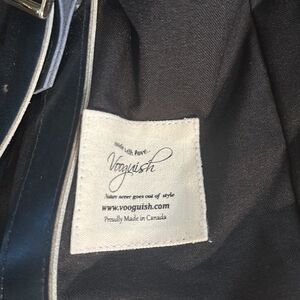 made with love...
Vooguish
Nature never goes out of style
www.vooguish.com
Proudly Made in Canada